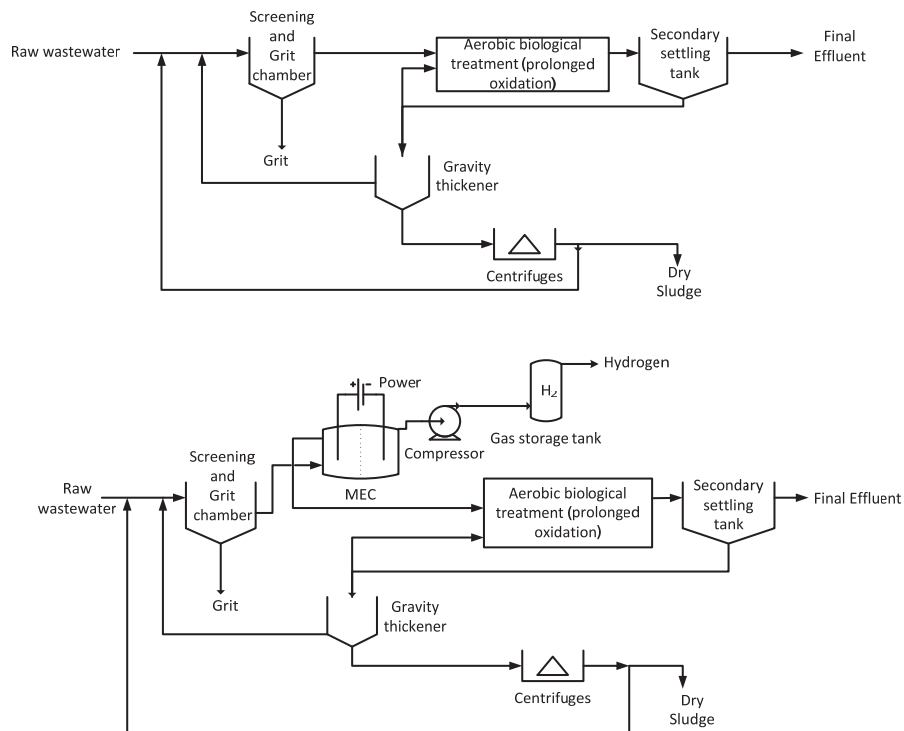 Screening
and
Grit
chamber
Raw wastewater
Aerobic biological
treatment (prolonged
oxidation)
Secondary
settling
tank
Final
Effluent
Grit
Gravity
thickener
Centrifuges
Dry
Sludge
+ -
Power
H2
Hydrogen
Compressor
Gas storage tank
MEC
Screening
and
Grit
chamber
Raw
wastewater
Aerobic biological
treatment (prolonged
oxidation)
Secondary
settling
tank
Final Effluent
Grit
Gravity
thickener
Centrifuges
Dry
Sludge